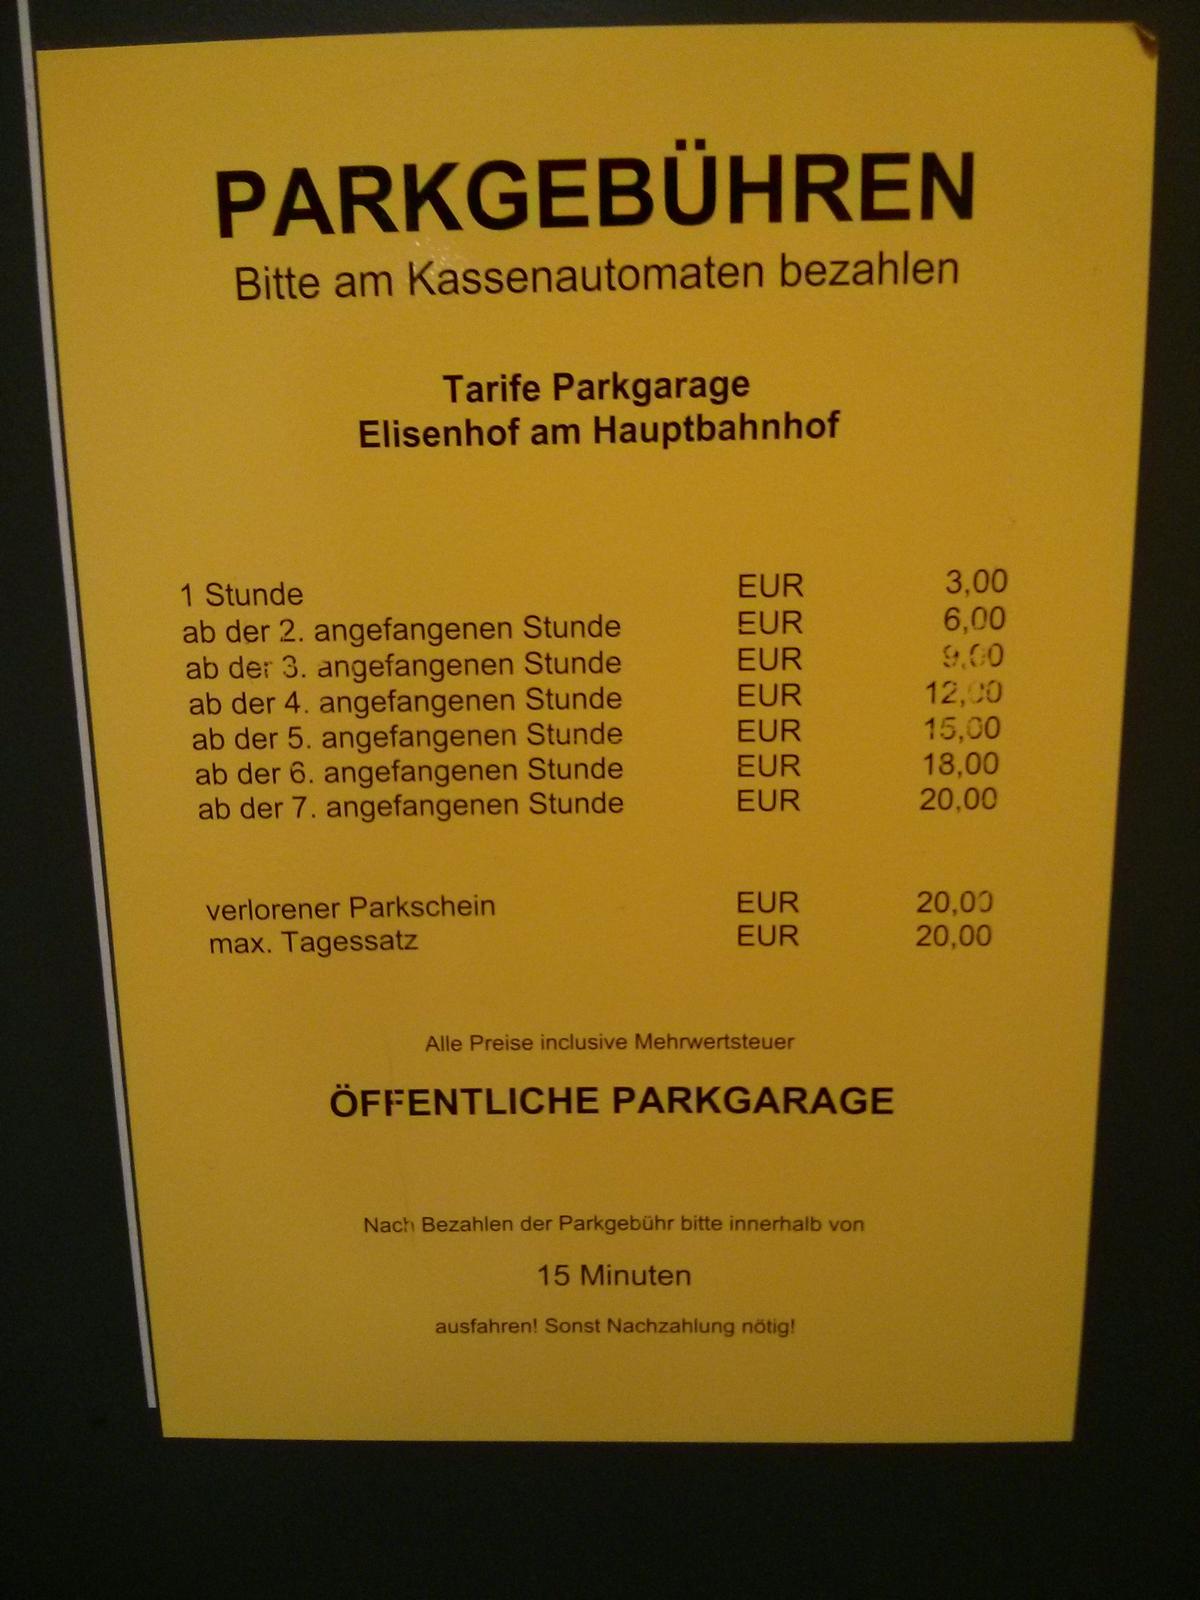 PARKGEBÜHREN
Bitte am Kassenautomaten bezahlen
Tarife Parkgarage
Elisenhof am Hauptbahnhof
1 Stunde EUR 3,00
ab der 2. angefangenen Stunde EUR 6,00
ab der 3. angefangenen Stunde EUR 9,00
ab der 4. angefangenen Stunde EUR 12,00
ab der 5. angefangenen Stunde EUR 15,00
ab der 6. angefangenen Stunde EUR 18,00
ab der 7. angefangenen Stunde EUR 20,00
verlorener Parkschein EUR 20,00
max. Tagessatz EUR 20,00
Alle Preise inclusive Mehrwertsteuer
ÖFFENTLICHE PARKGARAGE
Nach Bezahlen der Parkgebühr bitte innerhalb von
15 Minuten
ausfahren! Sonst Nachzahlung nötig!